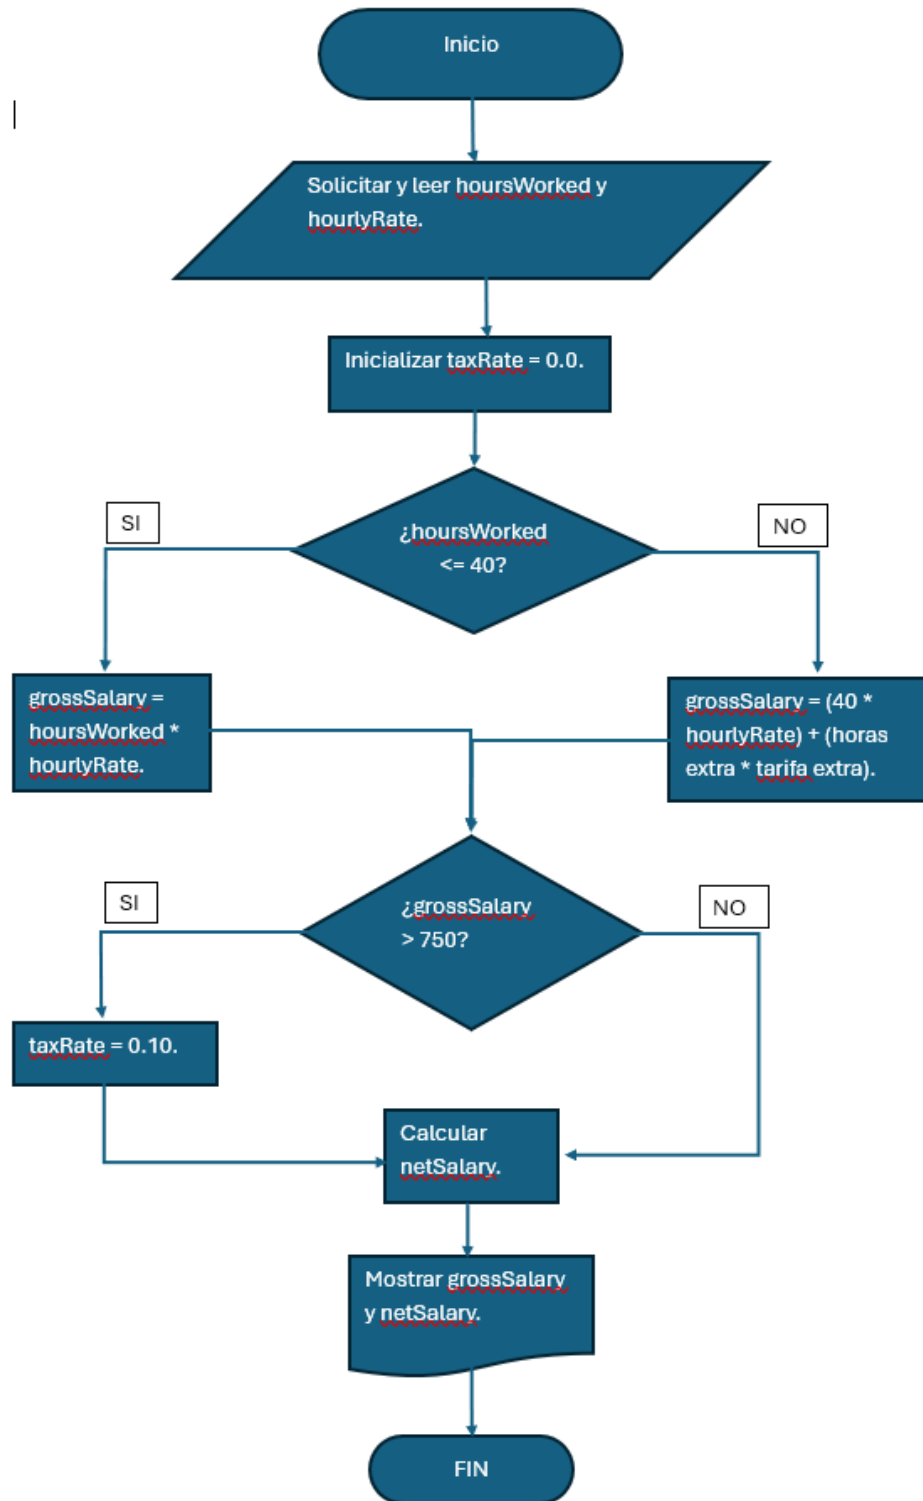 Inicio
Solicitar y leer hoursWorked y
hourlyRate.
Inicializar taxRate = 0.0.
SI
NO
¿hoursWorked
<= 40?
grossSalary =
hoursWorked *
hourlyRate.
grossSalary = (40 *
hourlyRate) + (horas
extra * tarifa extra).
SI
NO
¿grossSalary
> 750?
taxRate = 0.10.
Calcular
netSalary.
Mostrar grossSalary
y netSalary.
FIN